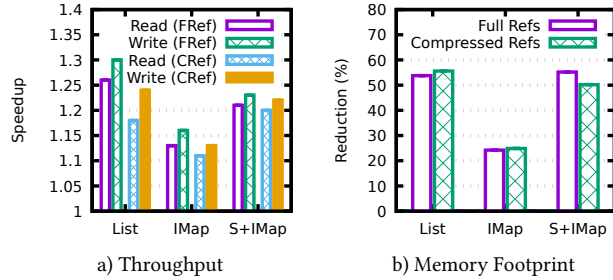 1.4
1.35
1.3
1.25
1.2
1.15
1.1
1.05
1
Speedup
Read (FRef)
Write (FRef)
Read (CRef)
Write (CRef)
List IMap S+IMap
a) Throughput
80
70
60
50
40
30
20
10
0
Reduction (%)
Full Refs
Compressed Refs
List IMap S+IMap
b) Memory Footprint